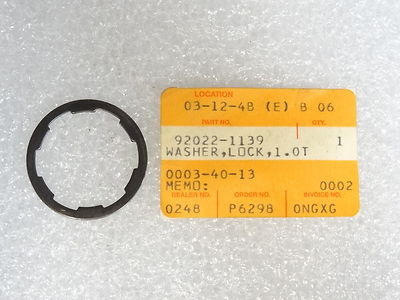 LOCATION
03-12-4B (E) B 06
PART NO. QTY.
92022-1139 1
WASHER,LOCK,1.0T
0003-40-13
MEMO: 0002
DEALER NO. ORDER NO. INVOICE NO.
0248 P6298 0NGXG